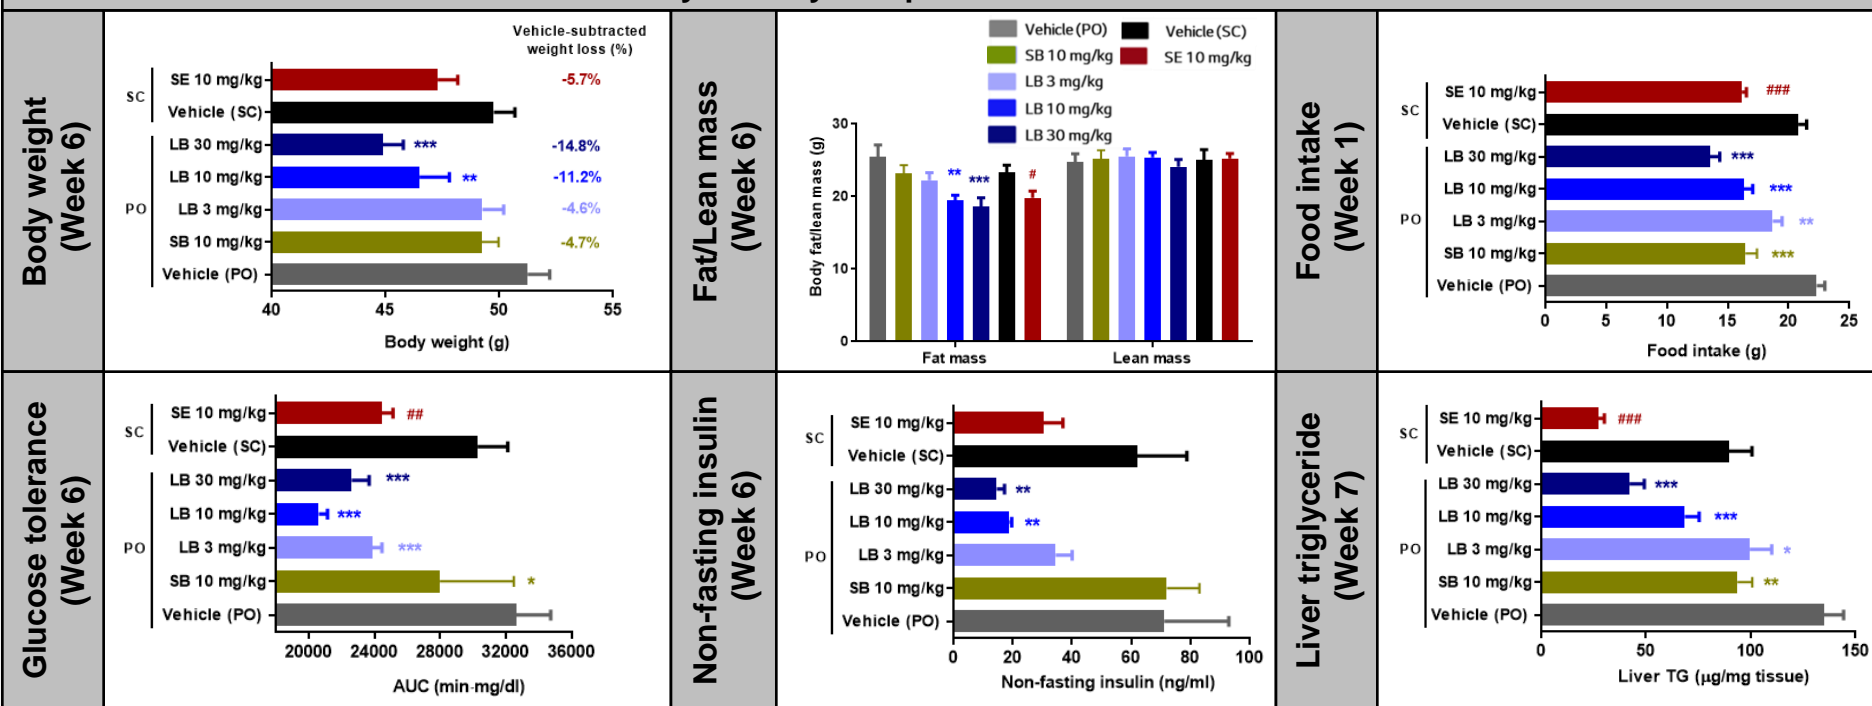 Body weight
(Week 6)
Vehicle-subtracted
weight loss (%)
SC
SE 10 mg/kg
-5.7%
Vehicle (SC)
PO
LB 30 mg/kg
***
-14.8%
LB 10 mg/kg
**
-11.2%
LB 3 mg/kg
-4.6%
SB 10 mg/kg
-4.7%
Vehicle (PO)
40 45 50 55
Body weight (g)
Fat/Lean mass
(Week 6)
Vehicle (PO) Vehicle (SC)
SB 10 mg/kg SE 10 mg/kg
LB 3 mg/kg
LB 10 mg/kg
LB 30 mg/kg
Body fat/lean mass (g)
30
20
10
0
** *** #
Fat mass Lean mass
Food intake
(Week 1)
SC
SE 10 mg/kg
###
Vehicle (SC)
PO
LB 30 mg/kg
***
LB 10 mg/kg
***
LB 3 mg/kg
**
SB 10 mg/kg
***
Vehicle (PO)
0 5 10 15 20 25
Food intake (g)
Glucose tolerance
(Week 6)
SC
SE 10 mg/kg
##
Vehicle (SC)
PO
LB 30 mg/kg
***
LB 10 mg/kg
***
LB 3 mg/kg
***
SB 10 mg/kg
*
Vehicle (PO)
20000 24000 28000 32000 36000
AUC (min-mg/dl)
Non-fasting insulin
(Week 6)
SC
SE 10 mg/kg
Vehicle (SC)
PO
LB 30 mg/kg
**
LB 10 mg/kg
**
LB 3 mg/kg
SB 10 mg/kg
Vehicle (PO)
0 20 40 60 80 100
Non-fasting insulin (ng/ml)
Liver triglyceride
(Week 7)
SC
SE 10 mg/kg
###
Vehicle (SC)
PO
LB 30 mg/kg
***
LB 10 mg/kg
***
LB 3 mg/kg
*
SB 10 mg/kg
**
Vehicle (PO)
0 50 100 150
Liver TG (µg/mg tissue)